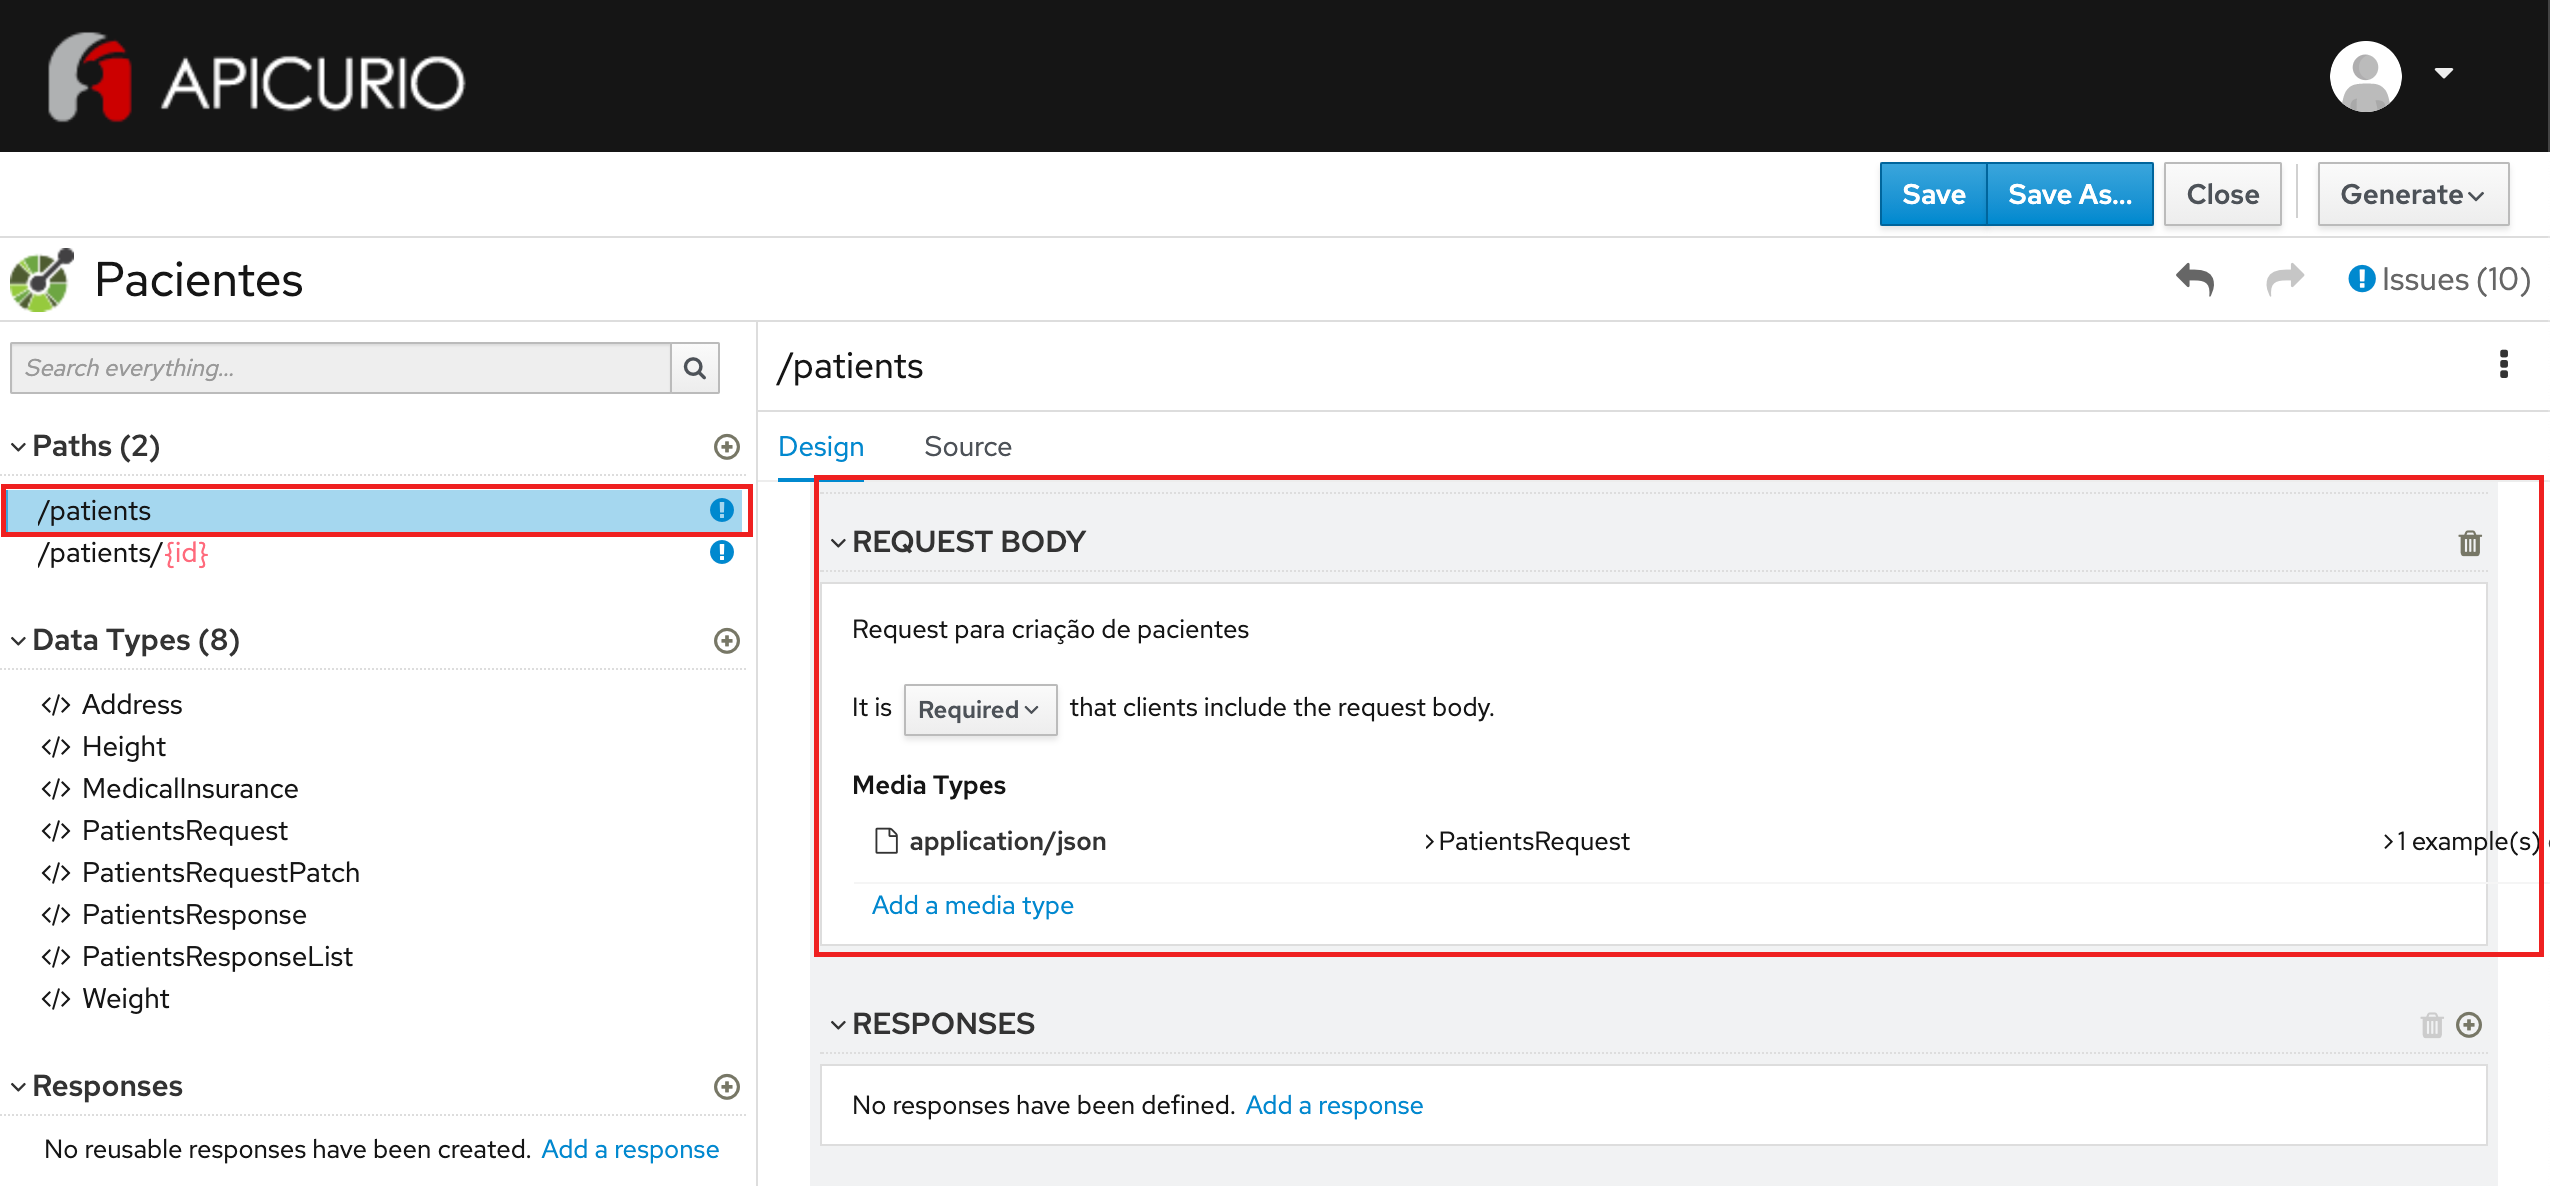 APICURIO
Save Save As... Close Generate
Pacientes
Issues (10)
Search everything...
Paths (2)
/patients
/patients/{id}
Data Types (8)
Address
Height
MedicalInsurance
PatientsRequest
PatientsRequestPatch
PatientsResponse
PatientsResponseList
Weight
Responses
No reusable responses have been created. Add a response
/patients
Design Source
REQUEST BODY
Request para criação de pacientes
It is Required that clients include the request body.
Media Types
application/json >PatientsRequest >1 example(s)
Add a media type
RESPONSES
No responses have been defined. Add a response